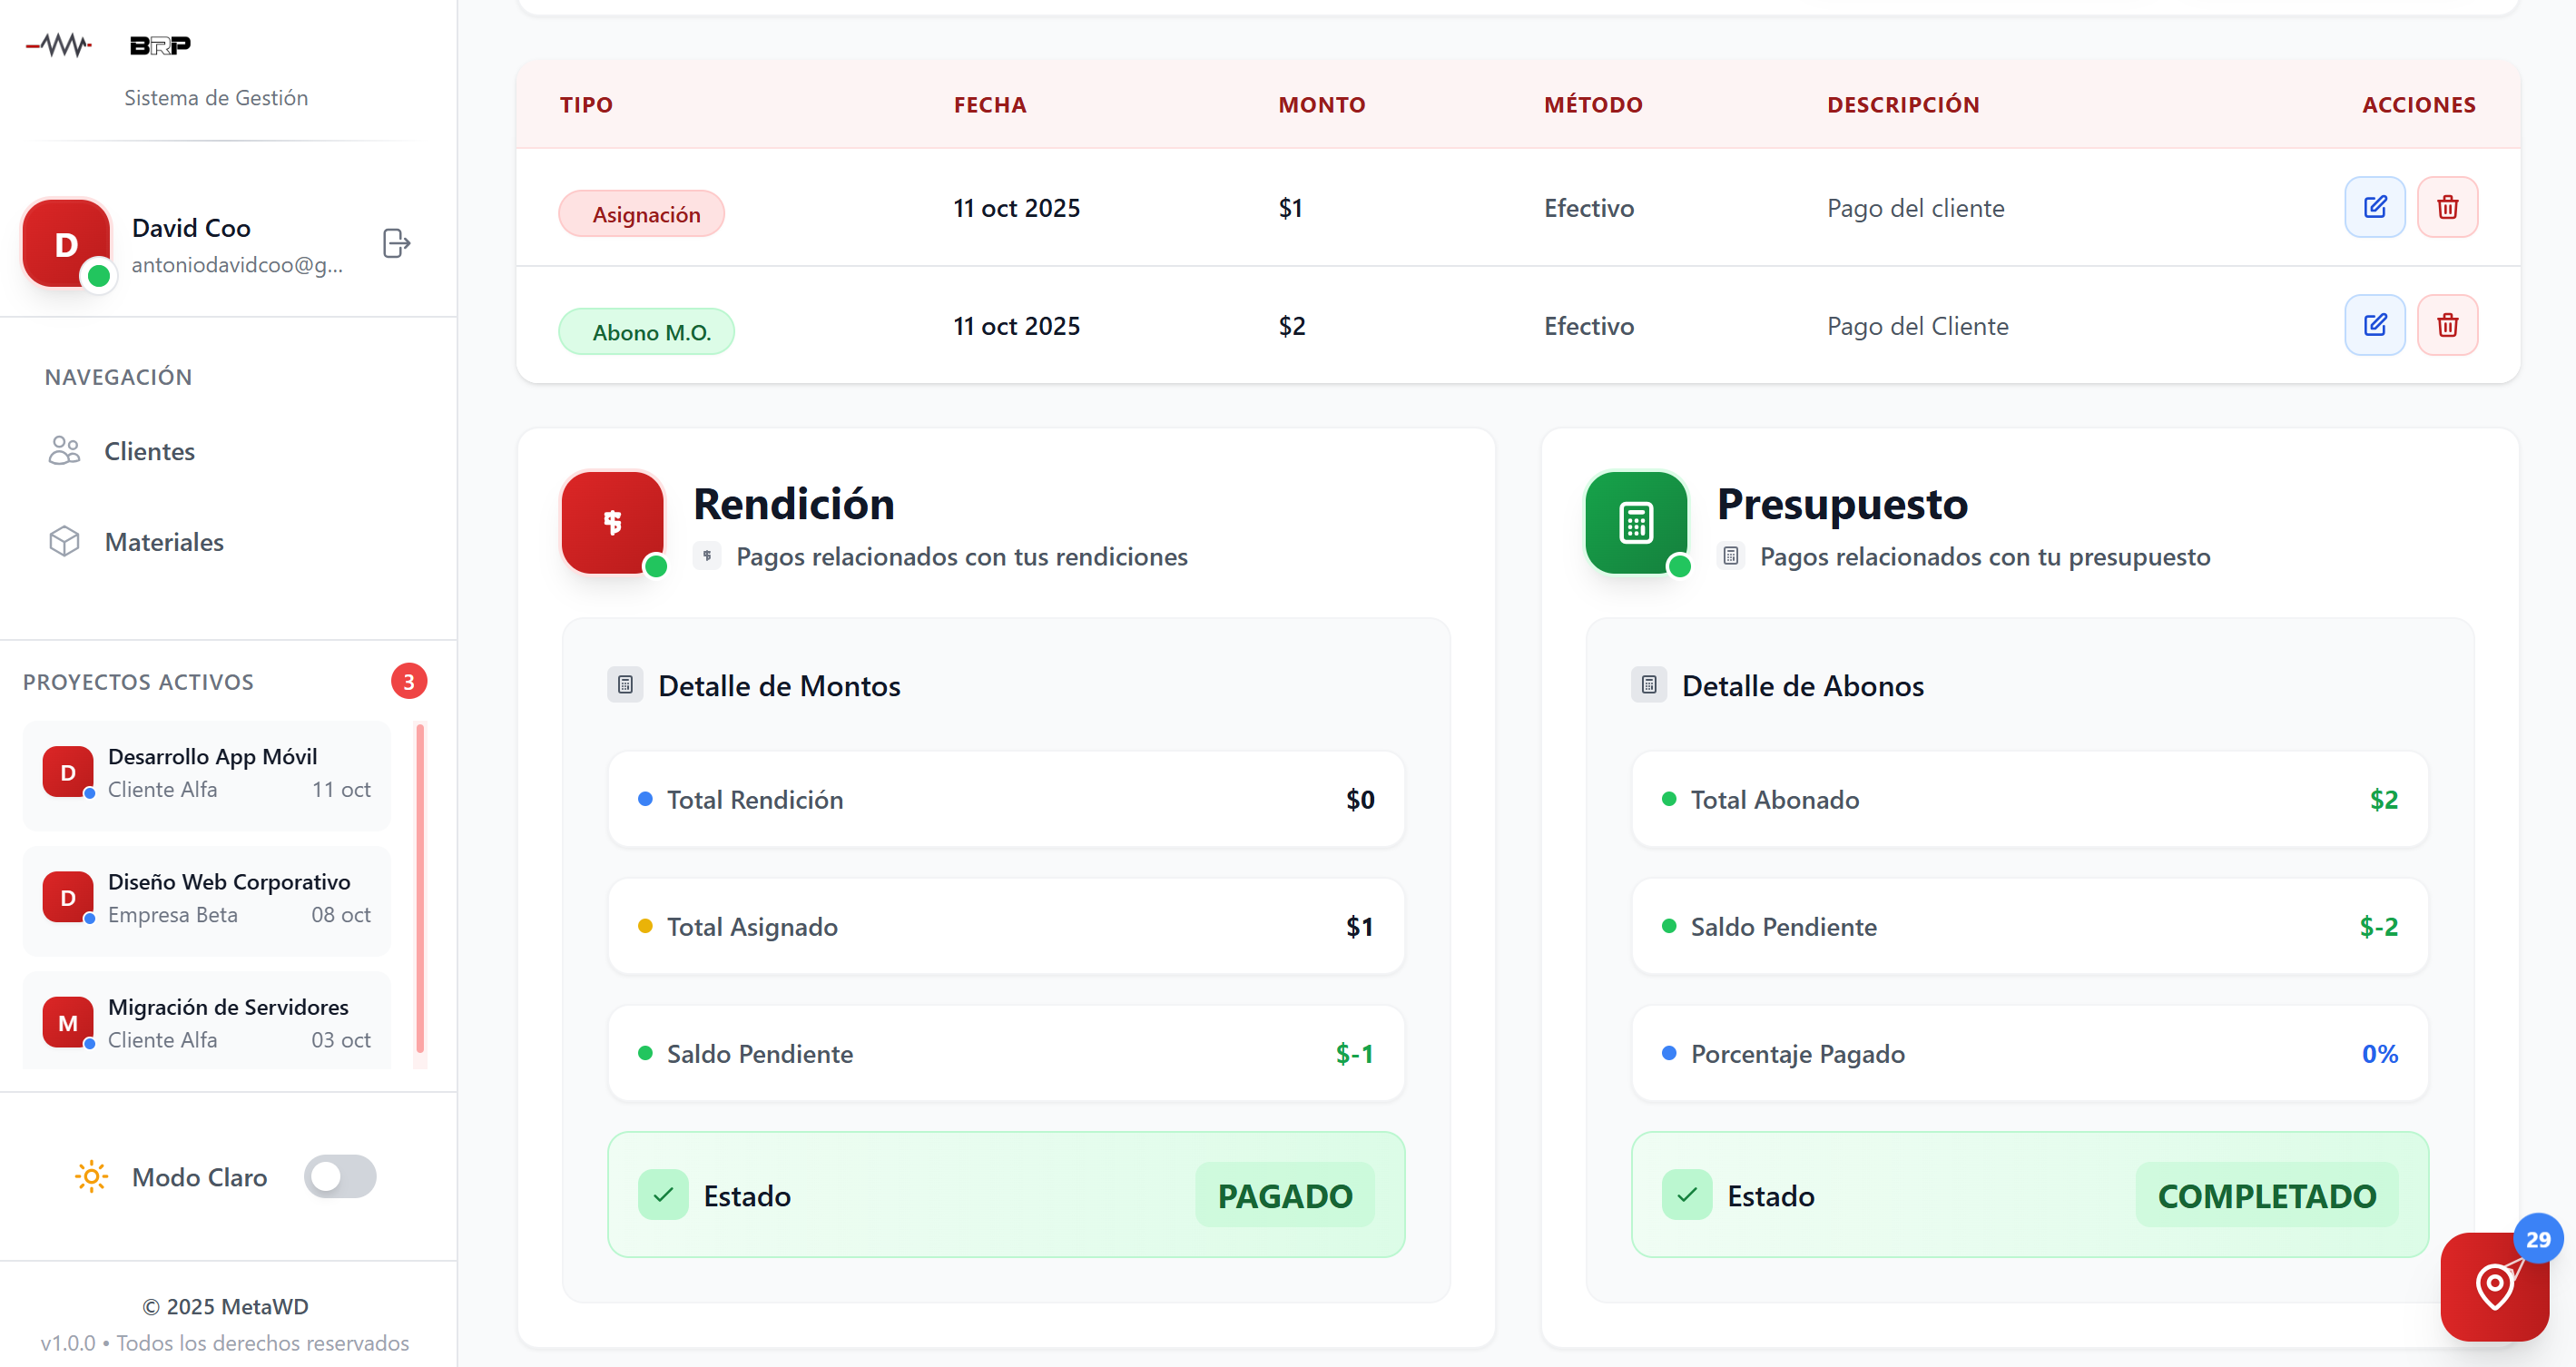 BRP
Sistema de Gestión
D
David Coo
antoniodavidcoo@g...
NAVEGACIÓN
Clientes
Materiales
PROYECTOS ACTIVOS
3
D
Desarrollo App Móvil
Cliente Alfa
11 oct
D
Diseño Web Corporativo
Empresa Beta
08 oct
M
Migración de Servidores
Cliente Alfa
03 oct
Modo Claro
© 2025 MetaWD
v1.0.0 • Todos los derechos reservados
TIPO FECHA MONTO MÉTODO DESCRIPCIÓN ACCIONES
Asignación 11 oct 2025 $1 Efectivo Pago del cliente
Abono M.O. 11 oct 2025 $2 Efectivo Pago del Cliente
$
Rendición
$ Pagos relacionados con tus rendiciones
Detalle de Montos
Total Rendición $0
Total Asignado $1
Saldo Pendiente $-1
Estado PAGADO
Presupuesto
Pagos relacionados con tu presupuesto
Detalle de Abonos
Total Abonado $2
Saldo Pendiente $-2
Porcentaje Pagado 0%
Estado COMPLETADO
29